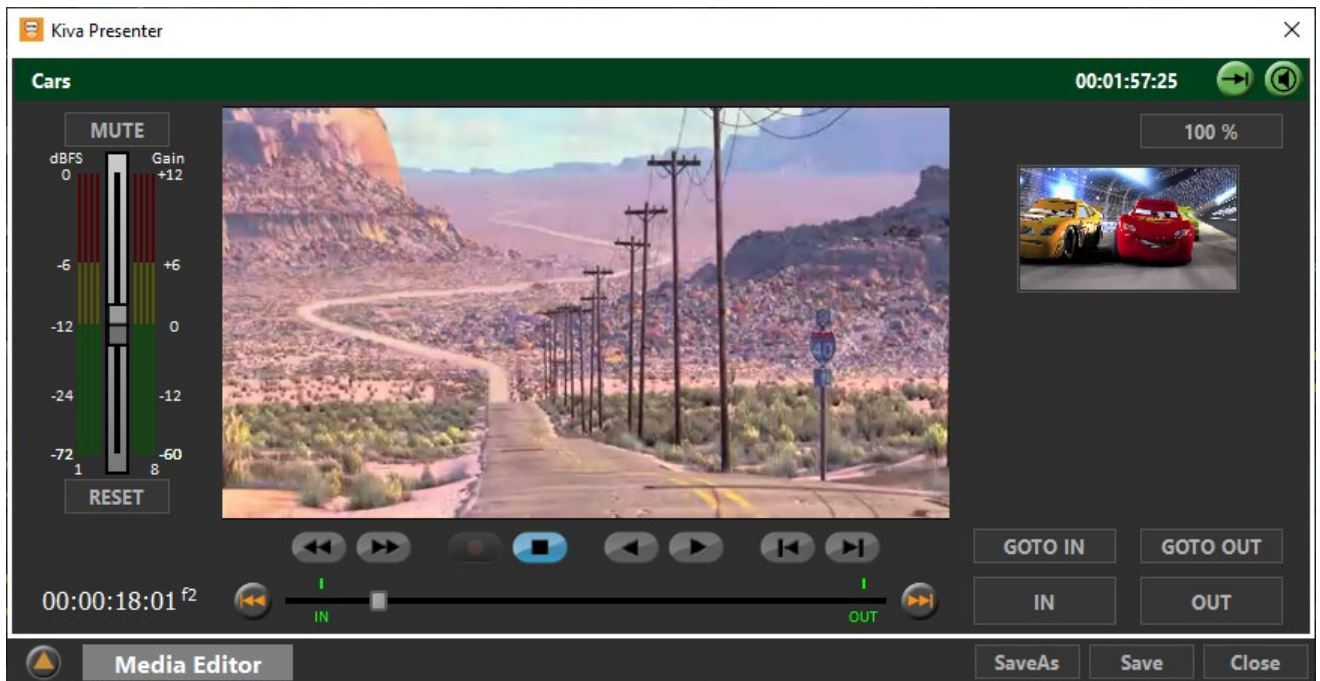 Kiva Presenter
Cars
00:01:57:25
MUTE
100 %
dBFS
Gain
0
+12
-6
+6
-12
0
-24
-12
-72
-60
1
8
RESET
40
GOTO IN
GOTO OUT
00:00:18:01 f2
IN
OUT
IN
OUT
Media Editor
SaveAs
Save
Close